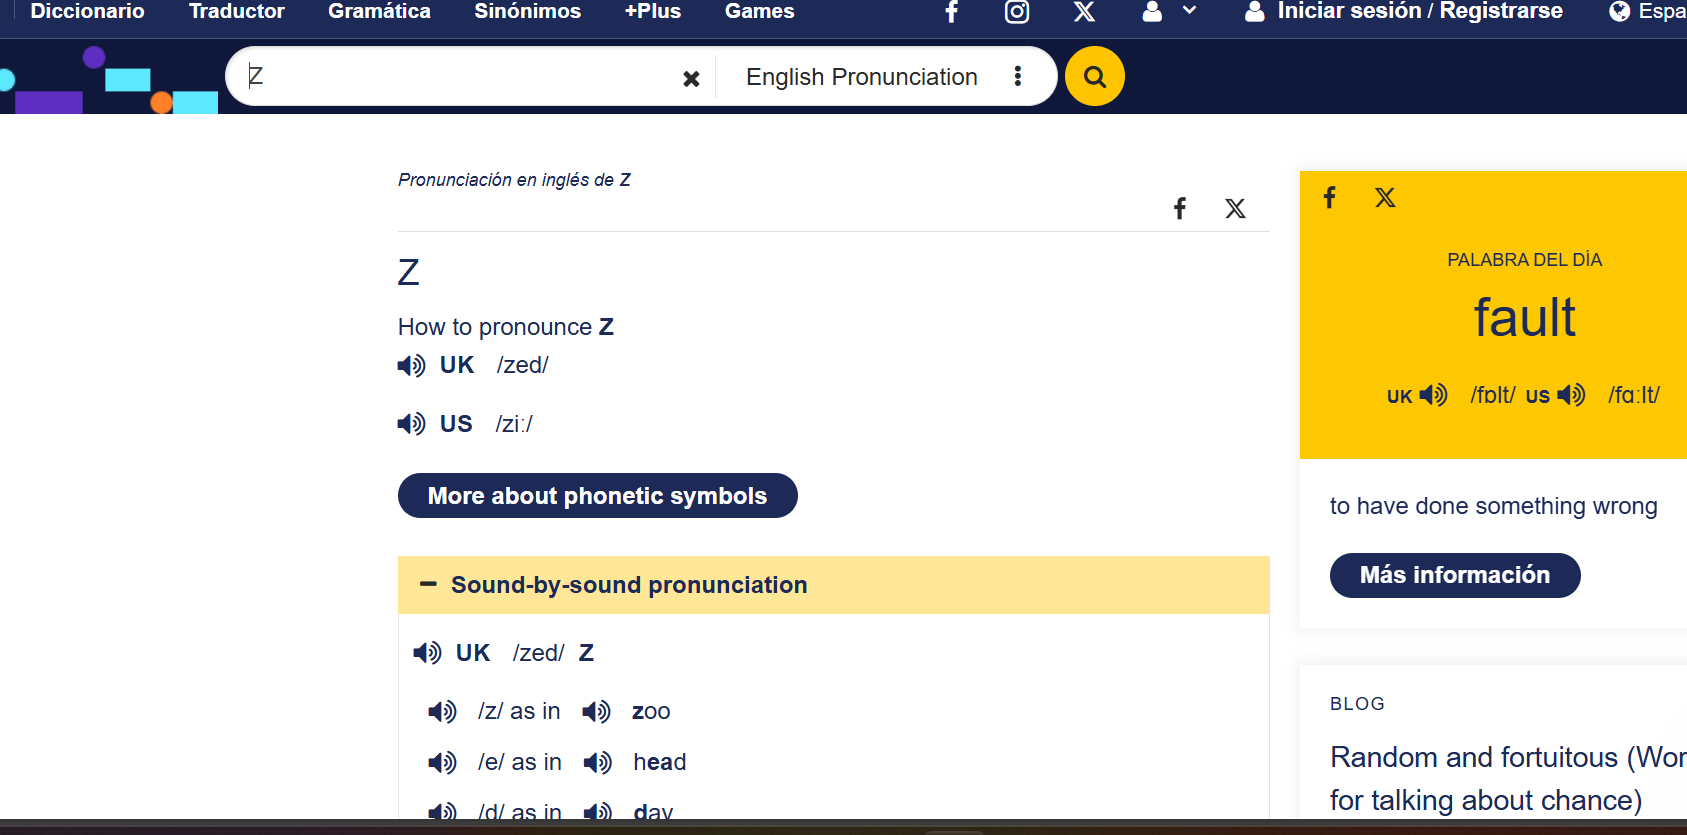 Diccionario Traductor Gramática Sinónimos +Plus Games Iniciar sesión / Registrarse
Z English Pronunciation
Pronunciación en inglés de Z
Z
How to pronounce Z
UK /zed/
US /ziː/
More about phonetic symbols
Sound-by-sound pronunciation
UK /zed/ Z
/z/ as in zoo
/e/ as in head
/d/ as in day
PALABRA DEL DÍA
fault
UK /fɒlt/ US /fɑːlt/
to have done something wrong
Más información
BLOG
Random and fortuitous
for talking about chance)